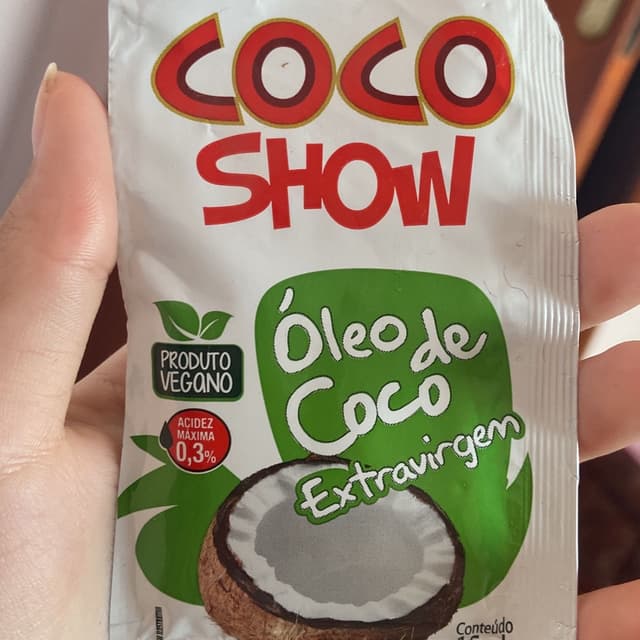 COCO
SHOW
Óleo de
Coco
Extravirgem
PRODUTO
VEGANO
ACIDEZ
MÁXIMA
0,3%
Conteúdo